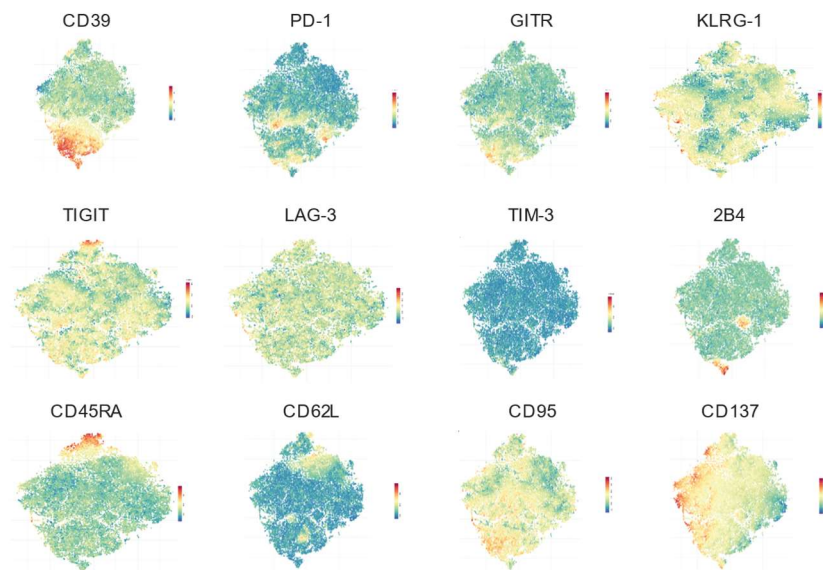 CD39 PD-1 GITR KLRG-1
TIGIT LAG-3 TIM-3 2B4
CD45RA CD62L CD95 CD137